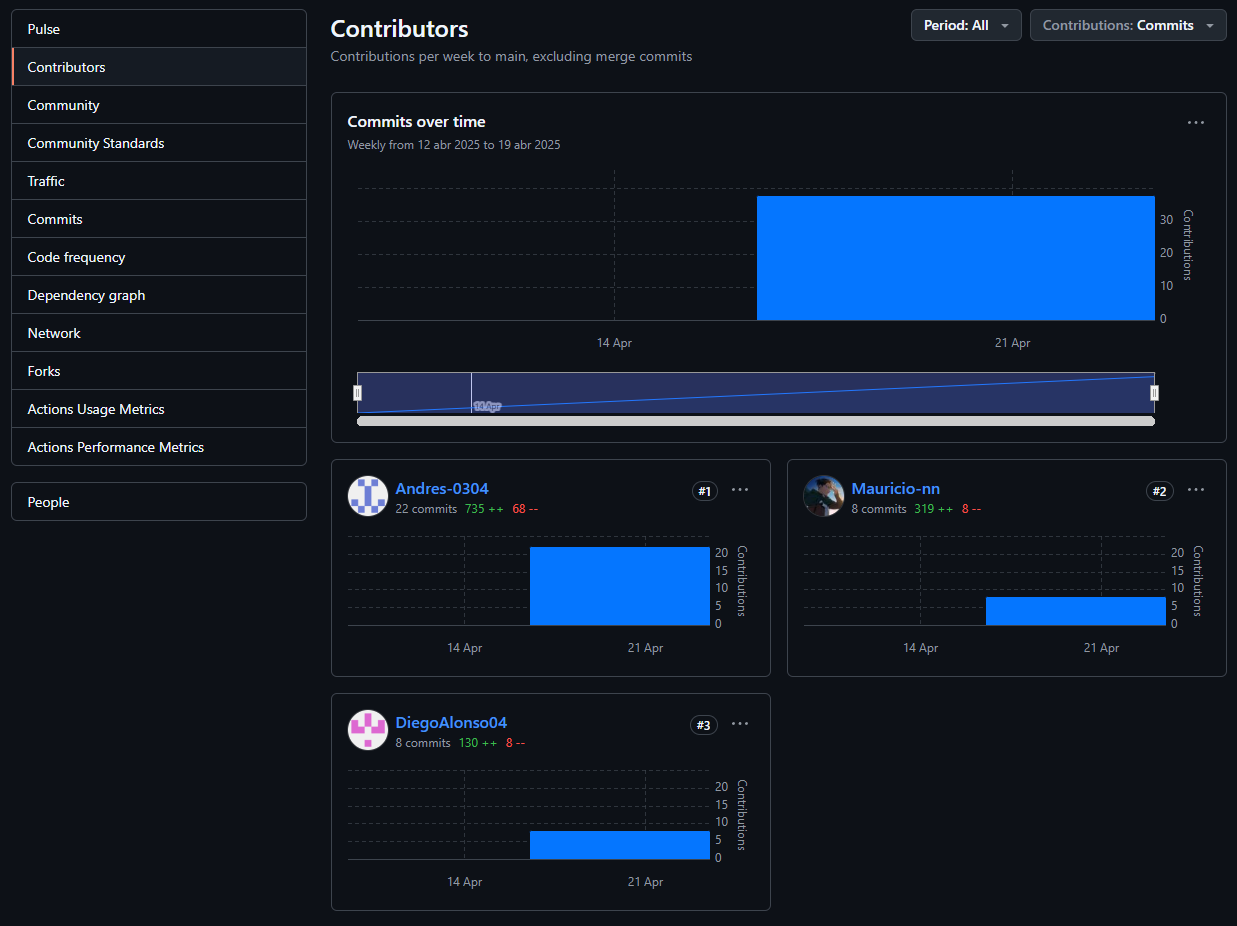 Pulse
Contributors
Community
Community Standards
Traffic
Commits
Code frequency
Dependency graph
Network
Forks
Actions Usage Metrics
Actions Performance Metrics
People
Contributors
Contributions per week to main, excluding merge commits
Period: All
Contributions: Commits
Commits over time
Weekly from 12 abr 2025 to 19 abr 2025
30
20
10
0
Contributions
14 Apr
21 Apr
14 Apr
Andres-0304
#1
22 commits 735 ++ 68 --
20
15
10
5
0
Contributions
14 Apr
21 Apr
Mauricio-nn
#2
8 commits 319 ++ 8 --
20
15
10
5
0
Contributions
14 Apr
21 Apr
DiegoAlonso04
#3
8 commits 130 ++ 8 --
20
15
10
5
0
Contributions
14 Apr
21 Apr